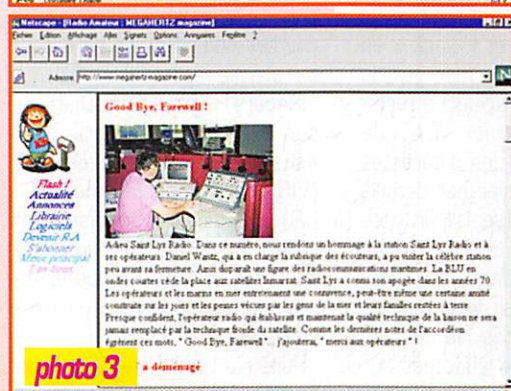 Netscape - [Radio Amateur : MEGAHERTZ magazine]
Fichier Edition Affichage Aller Signets Options Annuaires Fenêtre ?
Adresse http://www.megahertz-magazine.com/
Good Bye, Farewell !
Flash !
Actualité
Annonces
Librairie
Logiciels
Devenir R.A
S'abonner
Menu principal
Adieu Saint Lys Radio. Dans ce numéro, nous rendons un hommage à la station Saint Lys Radio et à
ses opérateurs. Daniel Wantz, qui a en charge la rubrique des écouteurs, a pu visiter la célèbre station
peu avant sa fermeture. Ainsi disparaît une figure des radiocommunications maritimes. La BLU en
ondes courtes cède la place aux satellites Inmarsat. Saint Lys a connu son apogée dans les années 70.
Les opérateurs et les marins en mer entretenaient une connivence, peut-être même une certaine amitié
construite sur les joies et les peines vécues par les gens de la mer et leurs familles restées à terre.
Presque confident, l'opérateur radio qui établissait et maintenait la qualité technique de la liaison ne sera
jamais remplacé par la technique froide du satellite. Comme les dernières notes de l'accordéon
égrènent ces mots, " Good Bye, Farewell "... j'ajouterai, " merci aux opérateurs " !
a déménagé
photo 3